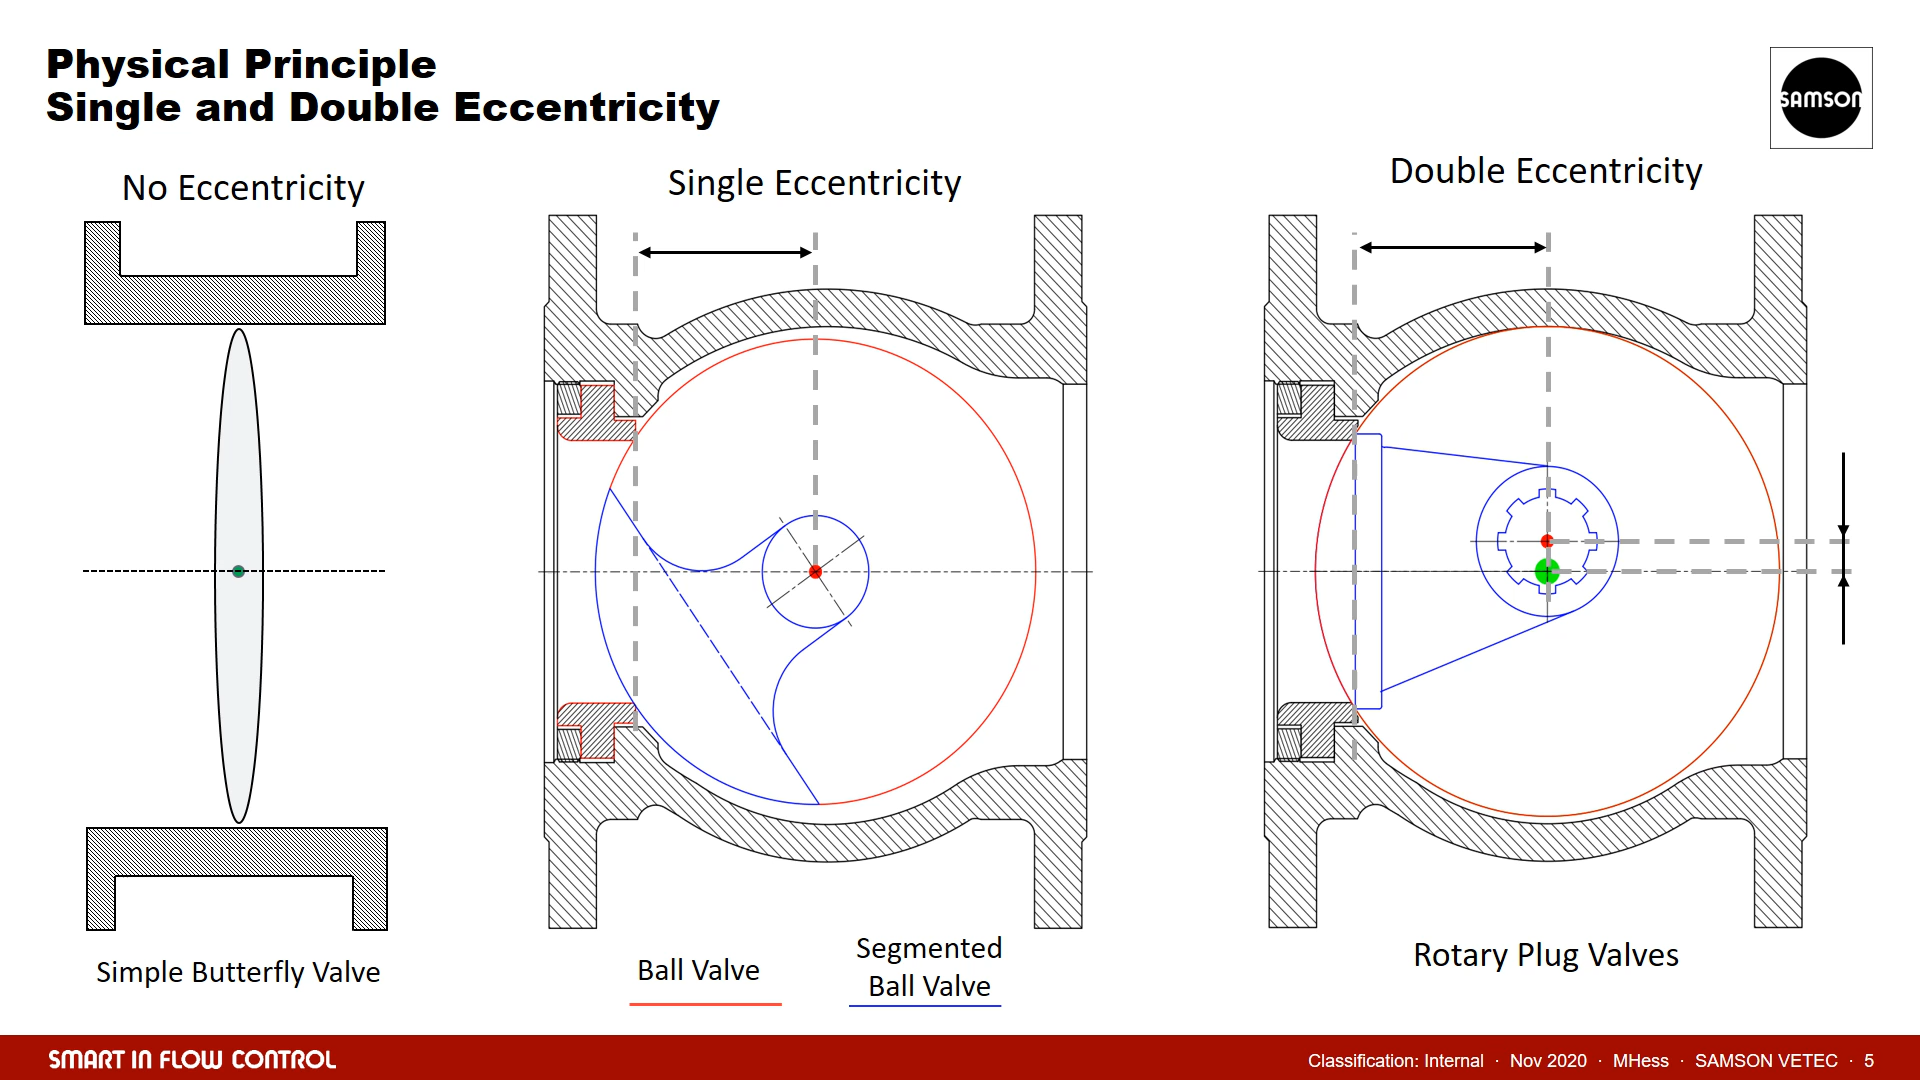 Physical Principle
Single and Double Eccentricity
SAMSON
No Eccentricity
Single Eccentricity
Double Eccentricity
Simple Butterfly Valve
Ball Valve
Segmented
Ball Valve
Rotary Plug Valves
SMART IN FLOW CONTROL
Classification: Internal · Nov 2020 · MHess · SAMSON VETEC · 5